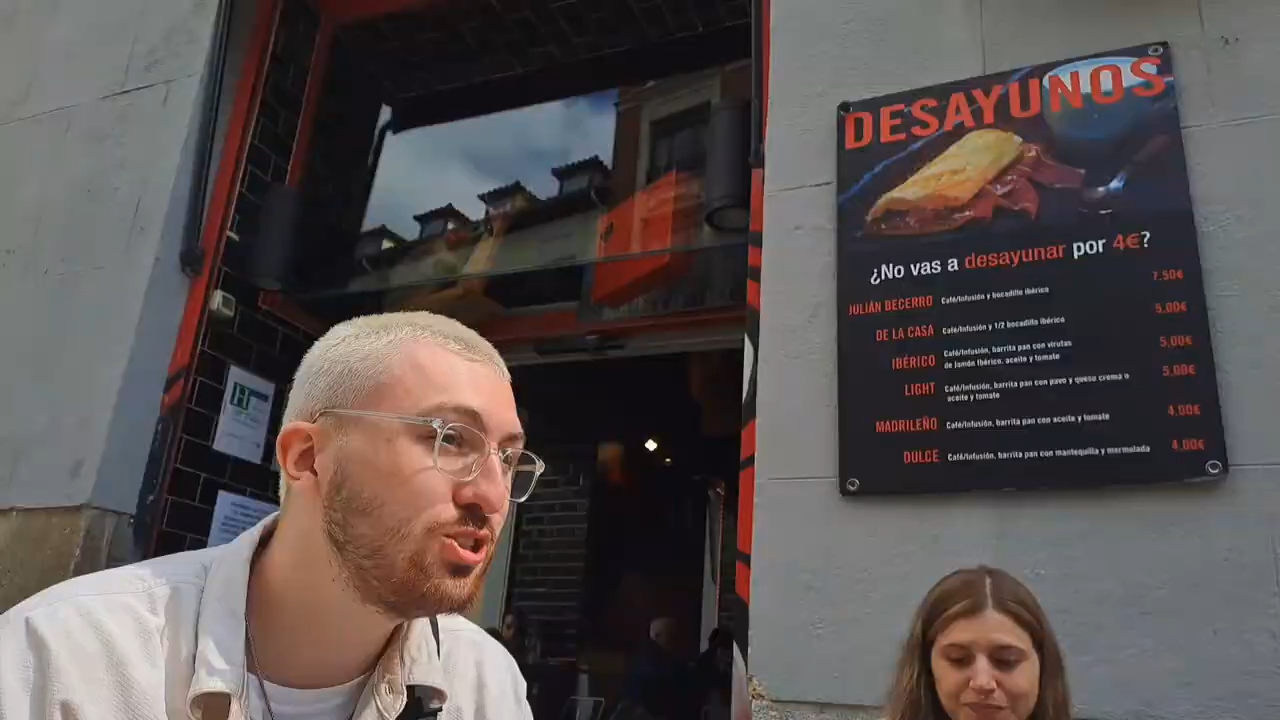 DESAYUNOS
¿No vas a desayunar por 4€?
JULIÁN BECERRO Café/Infusión y bocadillo ibérico 7.50€
DE LA CASA Café/Infusión y 1/2 bocadillo ibérico 5,00€
IBÉRICO Café/Infusión, barrita pan con virutas 5,00€
de jamón ibérico, aceite y tomate
LIGHT Café/Infusión, barrita pan con pavo y queso crema o 5,00€
aceite y tomate
MADRILEÑO Café/Infusión, barrita pan con aceite y tomate 4,00€
DULCE Café/Infusión, barrita pan con mantequilla y mermelada 4,00€
H